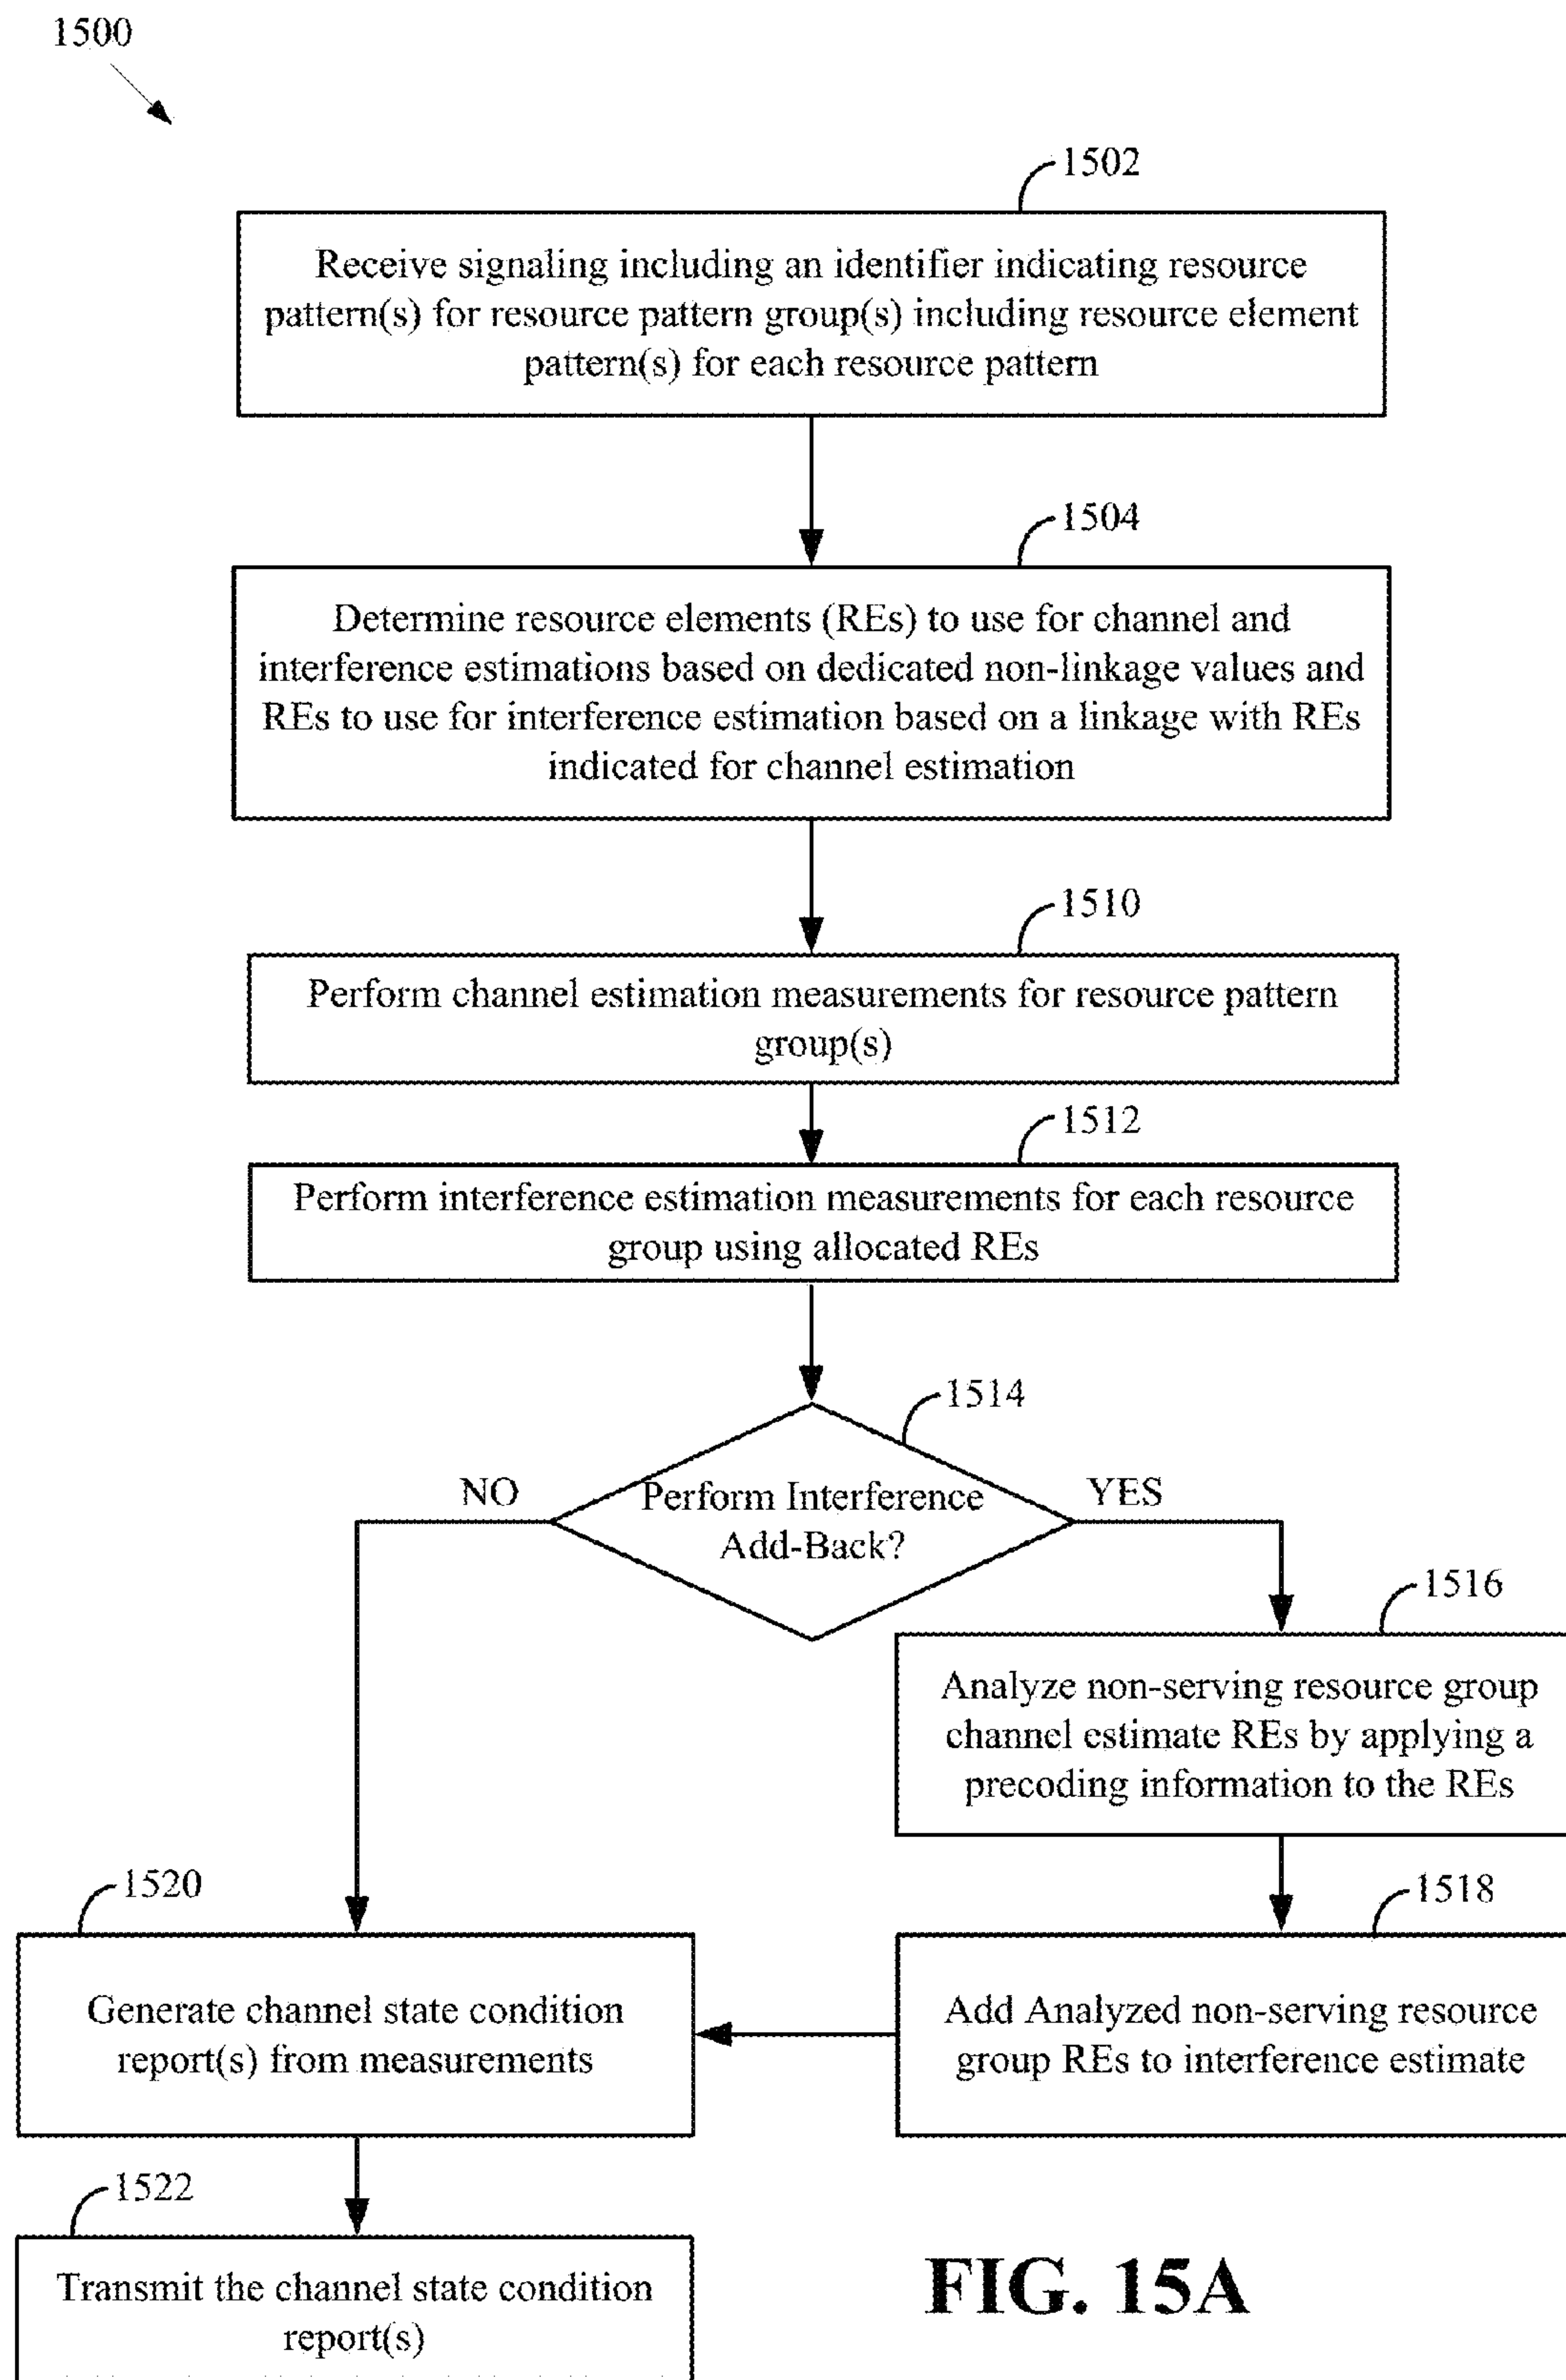 1500
1502
Receive signaling including an identifier indicating resource
pattern(s) for resource pattern group(s) including resource element
pattern(s) for each resource pattern
1504
Determine resource elements (REs) to use for channel and
interference estimations based on dedicated non-linkage values and
REs to use for interference estimation based on a linkage with REs
indicated for channel estimation
1510
Perform channel estimation measurements for resource pattern
group(s)
1512
Perform interference estimation measurements for each resource
group using allocated REs
1514
NO
Perform Interference
Add-Back?
YES
1516
Analyze non-serving resource group
channel estimate REs by applying a
precoding information to the REs
1520
Generate channel state condition
report(s) from measurements
1518
Add Analyzed non-serving resource
group REs to interference estimate
1522
Transmit the channel state condition
report(s)
FIG. 15A